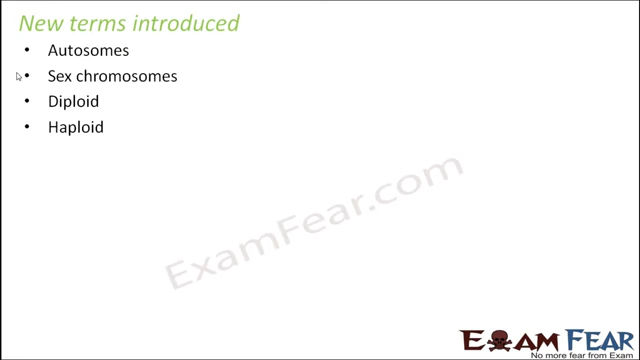 New terms introduced
• Autosomes
• Sex chromosomes
• Diploid
• Haploid
ExamFear.com
EXAM FEAR
No more fear from Exam